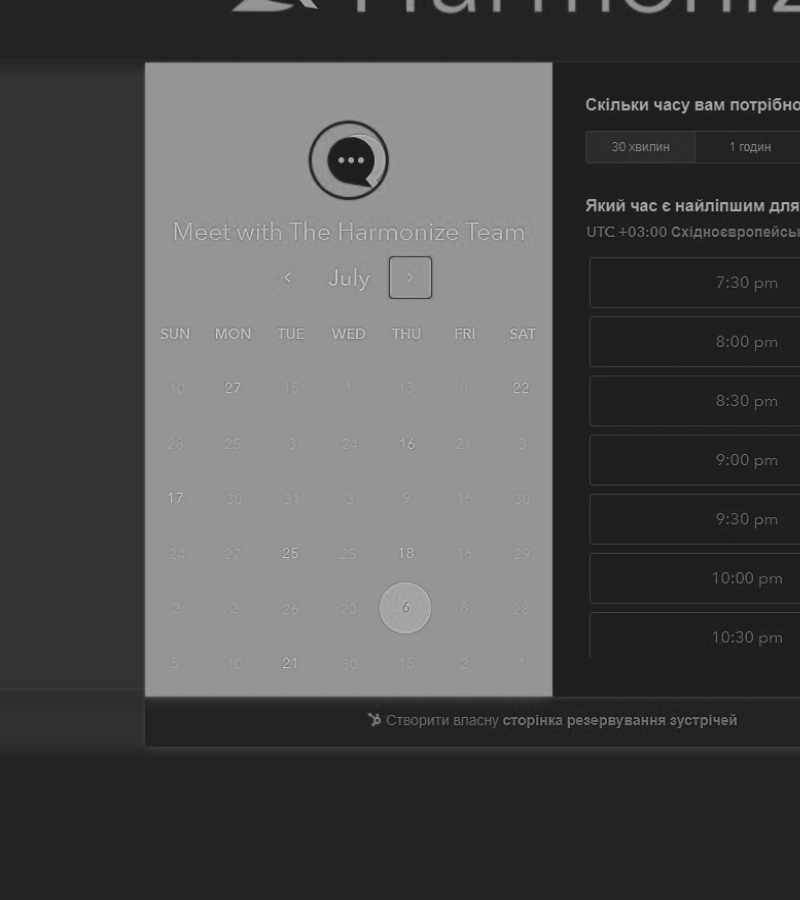 Harmoniz
Meet with The Harmonize Team
July
SUN MON TUE WED THU FRI SAT
10 27 15 1 13 8 22
28 25 3 24 16 21 3
17 30 31 3 9 16 30
24 27 25 25 18 16 29
2 2 26 20 6 8 28
5 10 21 30 15 2 1
Скільки часу вам потрібно
30 хвилин 1 годин
Який час є найліпшим для
UTC +03:00 Східноєвропейськ
7:30 pm
8:00 pm
8:30 pm
9:00 pm
9:30 pm
10:00 pm
10:30 pm
Створити власну сторінка резервування зустрічей